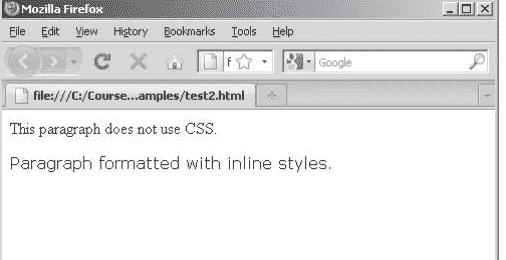 Mozilla Firefox
File Edit View History Bookmarks Tools Help
f Google
file:///C:/Course...amples/test2.html
This paragraph does not use CSS.
Paragraph formatted with inline styles.